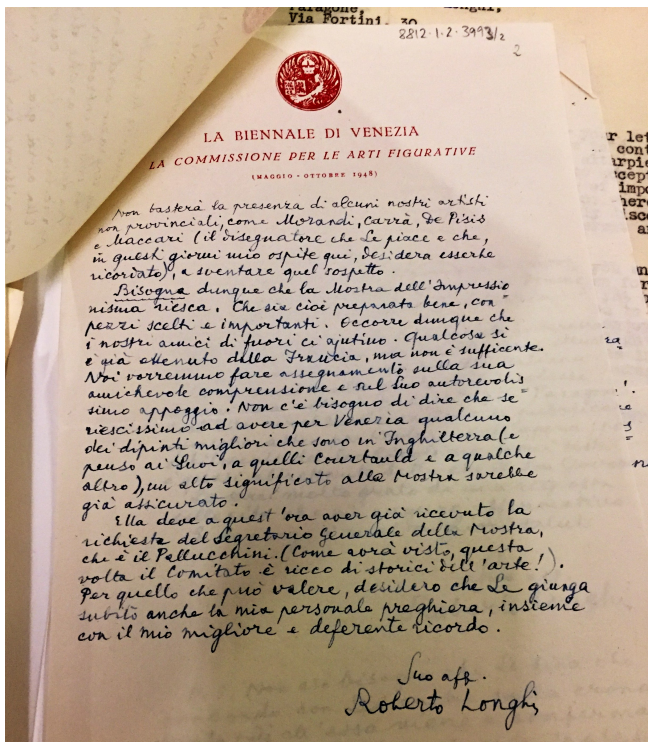 Paragone,
Via Fortini, 30
8812.1.2.3993/2
2
LA BIENNALE DI VENEZIA
LA COMMISSIONE PER LE ARTI FIGURATIVE
(MAGGIO - OTTOBRE 1948)
Non basterà la presenza di alcuni nostri artisti
non provinciali, come Morandi, Carrà, De Pisis
e Maccari (il disegnatore che Le piace e che,
in questi giorni mio ospite qui, desidera esserLe
ricordato), a sventare quel sospetto.
Bisogna dunque che la Mostra dell'Impressio
nismo riesca. Che sia cioè preparata bene, con
pezzi scelti e importanti. Occorre dunque che
i nostri amici di fuori ci aiutino. Qualcosa si
è già ottenuto dalla Francia, ma non è sufficente.
Noi vorremmo fare assegnamento sulla sua
amichevole comprensione e sul Suo autorevolis
simo appoggio. Non c'è bisogno di dire che se
riescissimo ad avere per Venezia qualcuno
dei dipinti migliori che sono in Inghilterra (e
penso ai Suoi, a quelli Courtauld e a qualche
altro), un alto significato alla Mostra sarebbe
già assicurato.
Ella deve a quest'ora aver già ricevuto la
richiesta del Segretario Generale della Mostra,
che è il Pallucchini. (Come avrà visto, questa
volta il Comitato è ricco di storici dell'arte!).
Per quello che può valere, desidero che Le giunga
subito anche la mia personale preghiera, insieme
con il mio migliore e deferente ricordo.
Suo aff.
Roberto Longhi